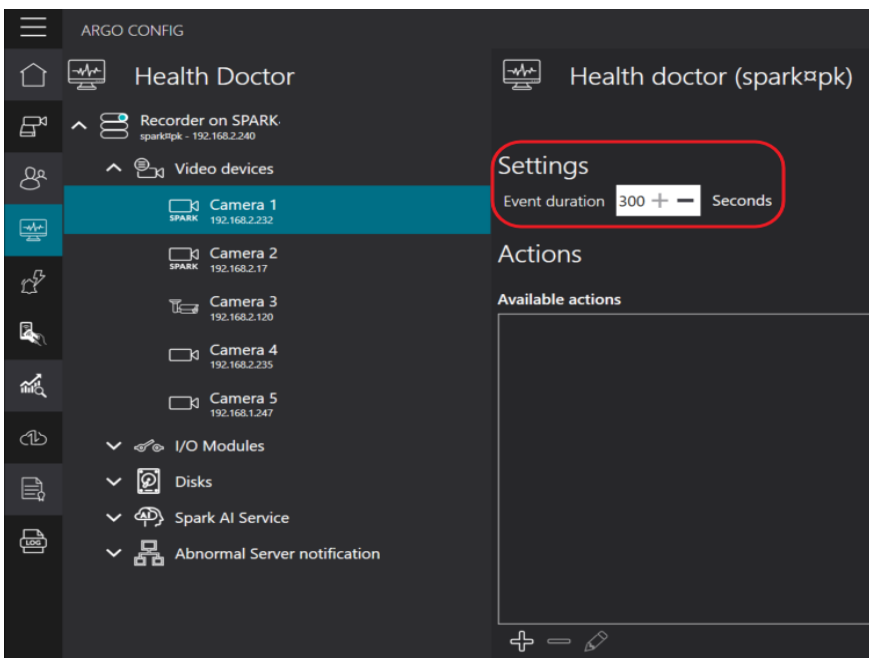 ARGO CONFIG
Health Doctor
Recorder on SPARK-
spark¤pk - 192.168.2.240
Video devices
Camera 1
SPARK 192.168.2.232
Camera 2
SPARK 192.168.2.17
Camera 3
192.168.2.120
Camera 4
192.168.2.235
Camera 5
192.168.1.247
I/O Modules
Disks
AD Spark AI Service
Abnormal Server notification
LOG
Health doctor (spark¤pk)
Settings
Event duration 300 + − Seconds
Actions
Available actions